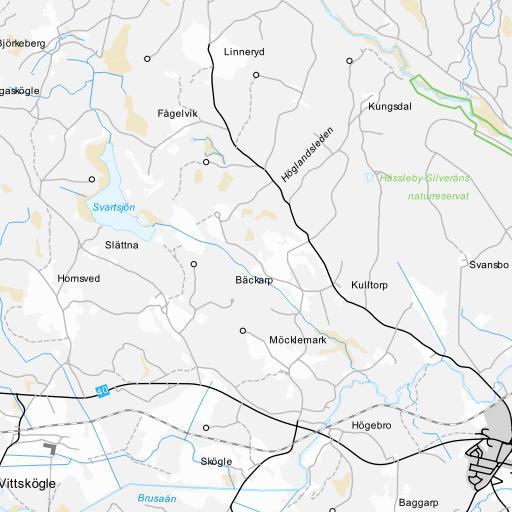 Björkeberg
Linneryd
gaskögle
Fågelvik
Kungsdal
Höglandsleden
Hässleby-Silveråns
naturreservat
Svartsjön
Slättna
Svansbo
Hornsved
Bäckarp
Kulltorp
Möcklemark
40
Högebro
Skögle
Vittskögle
Brusaån
Baggarp